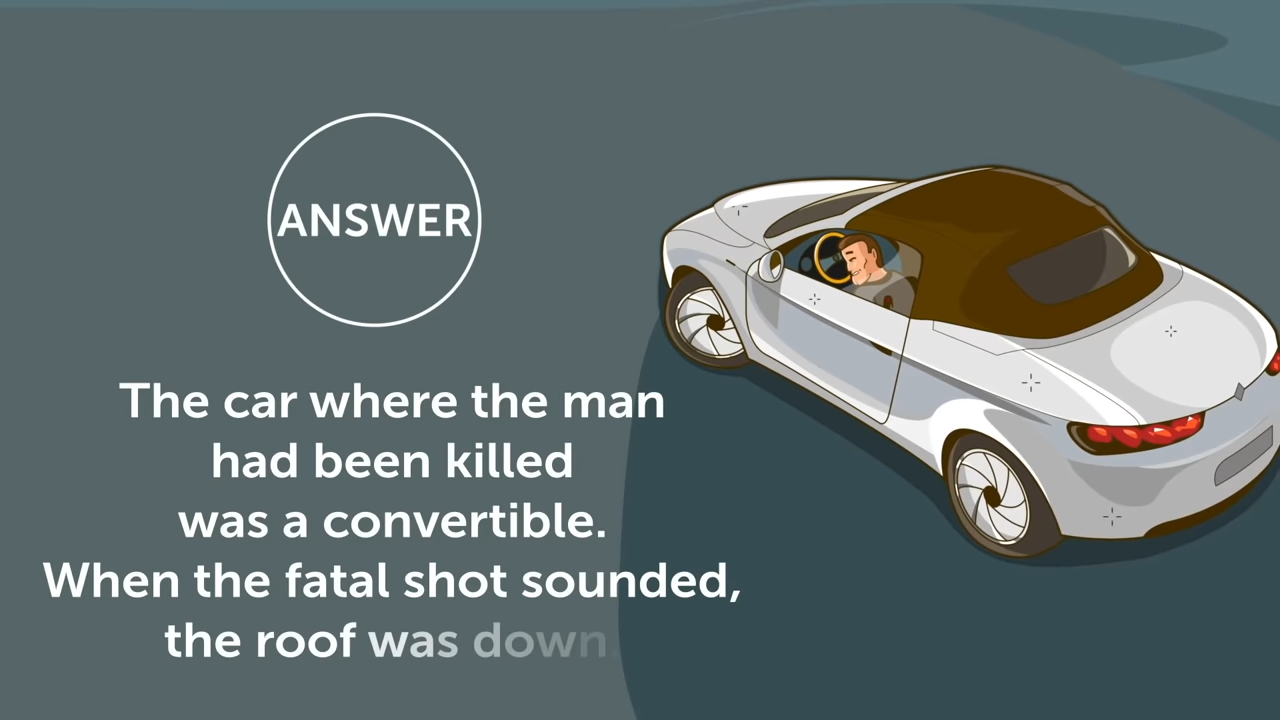 ANSWER
The car where the man
had been killed
was a convertible.
When the fatal shot sounded,
the roof was down.